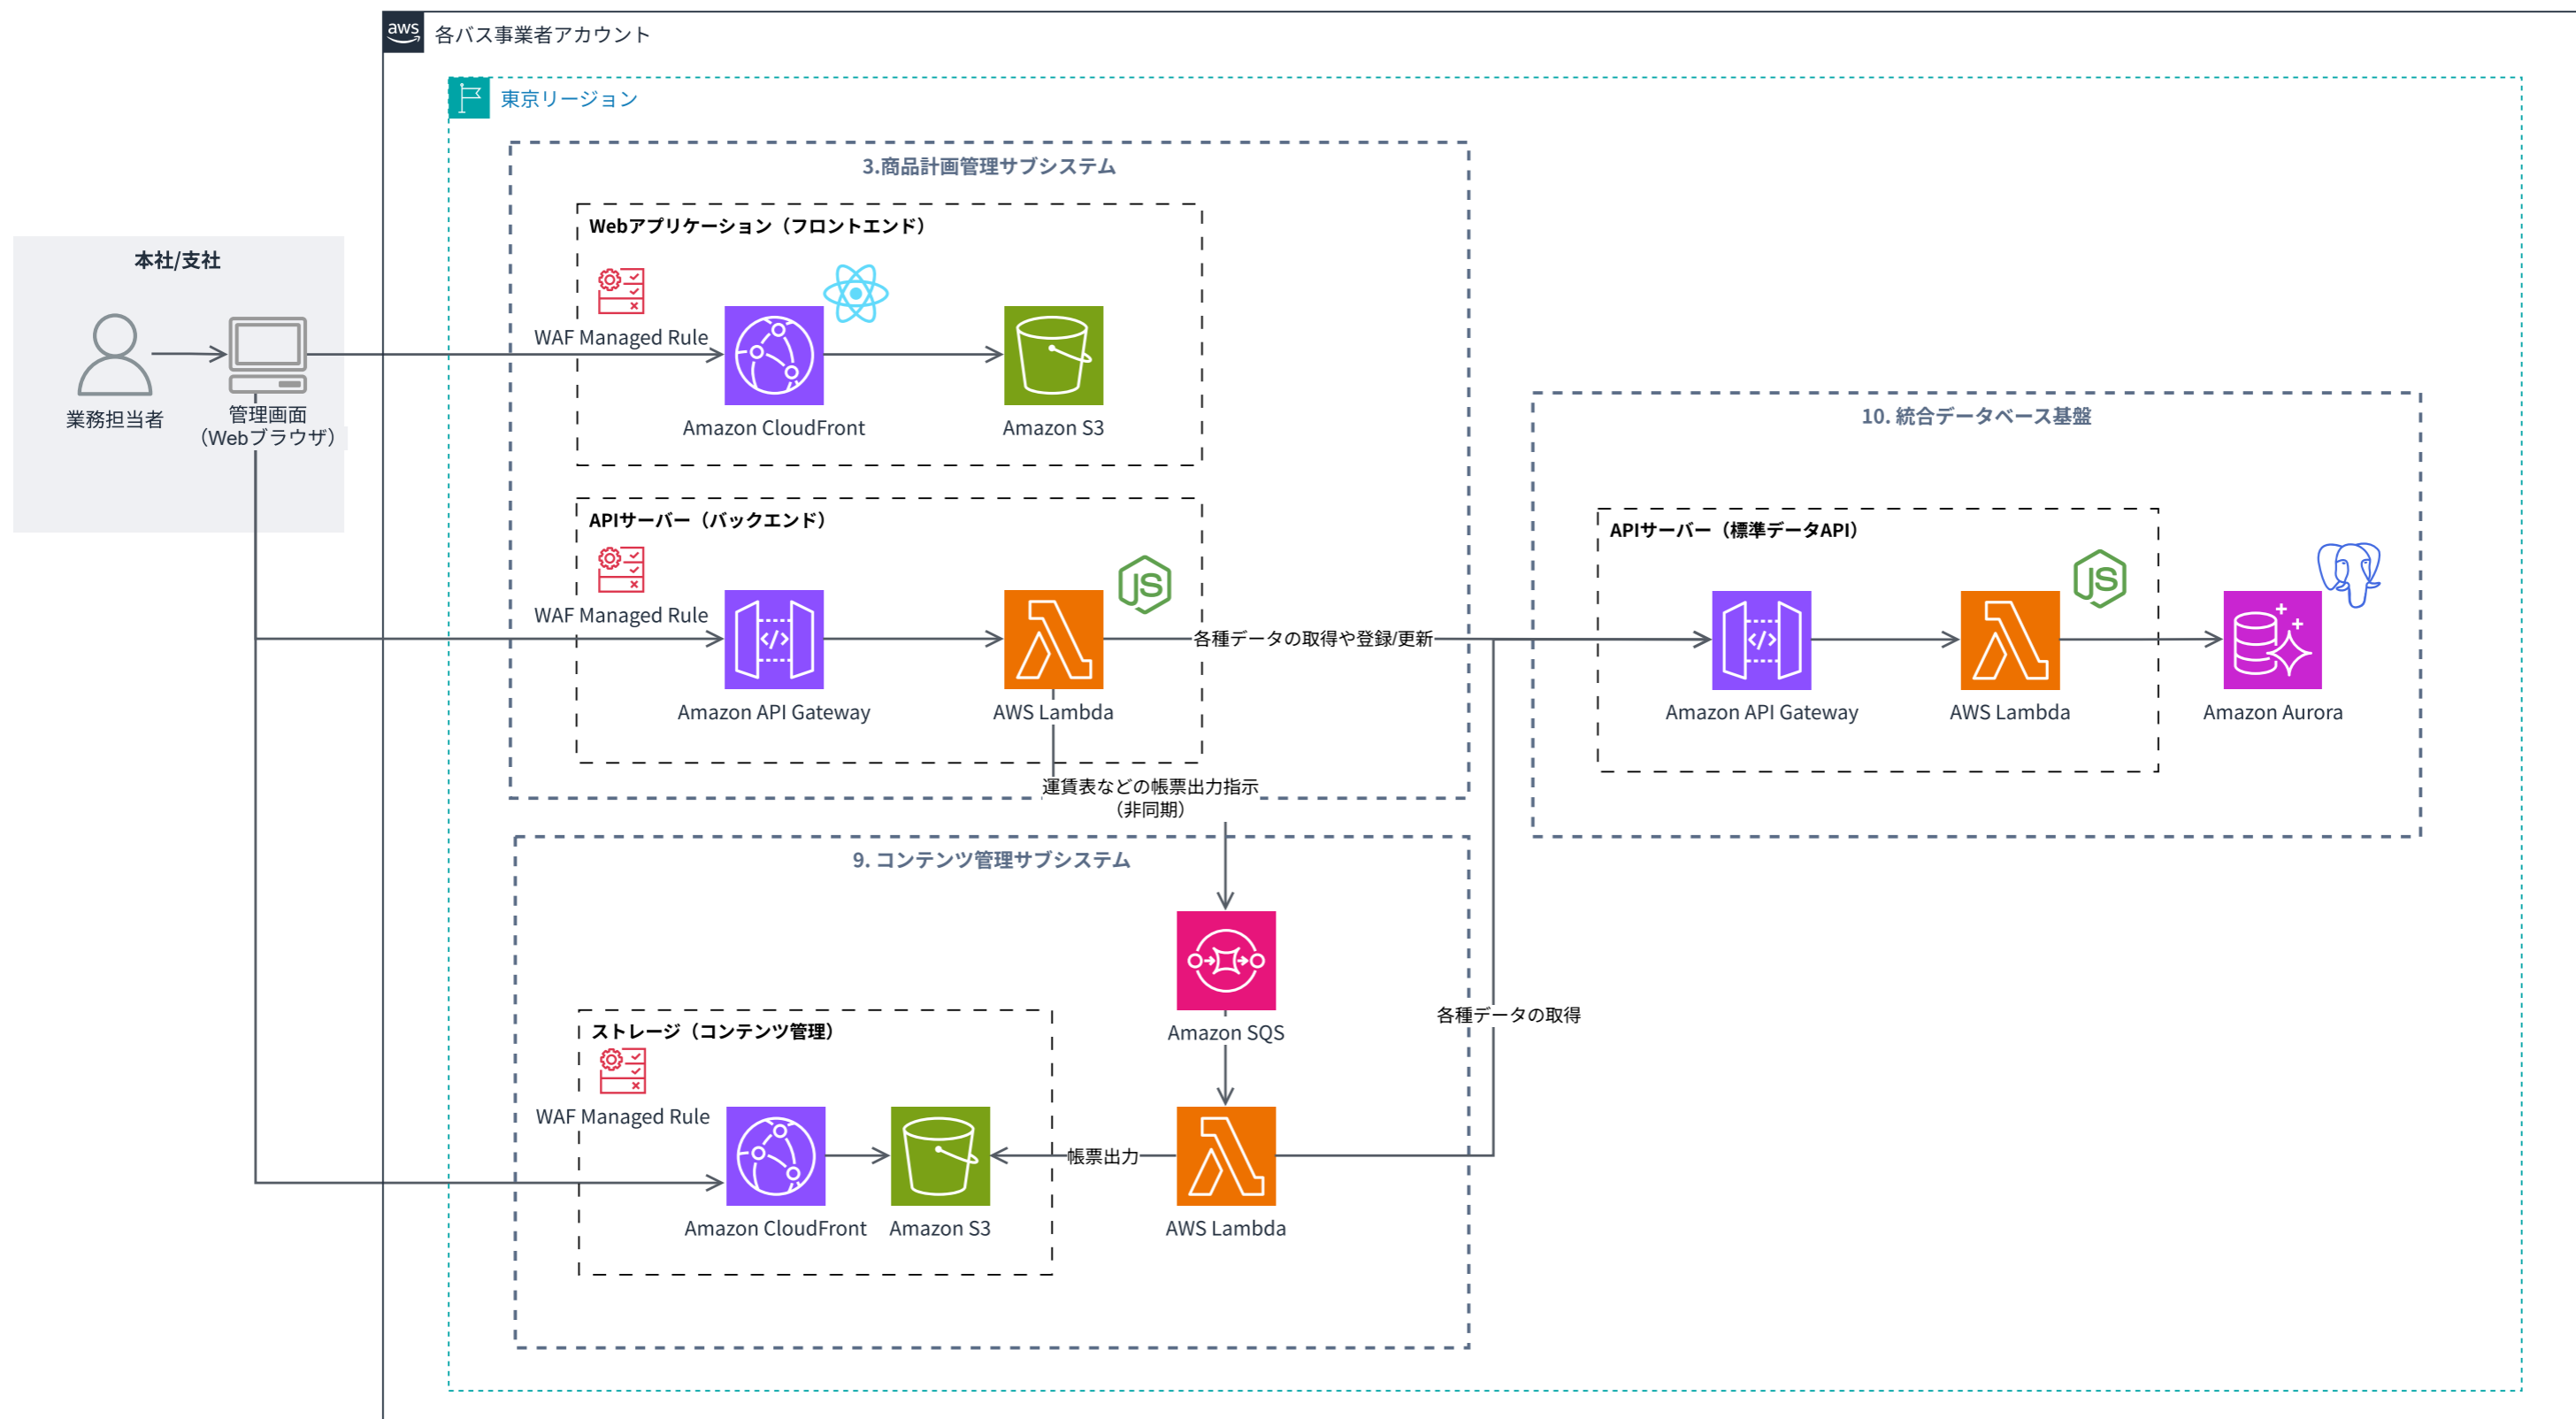 aws
各バス事業者アカウント
東京リージョン
3.商品計画管理サブシステム
Webアプリケーション（フロントエンド）
本社/支社
WAF Managed Rule
業務担当者
管理画面
（Webブラウザ）
Amazon CloudFront
Amazon S3
10. 統合データベース基盤
APIサーバー（バックエンド）
JS
WAF Managed Rule
</>
各種データの取得や登録/更新
Amazon API Gateway
AWS Lambda
APIサーバー（標準データAPI）
JS
</>
Amazon API Gateway
AWS Lambda
Amazon Aurora
運賃表などの帳票出力指示
（非同期）
9. コンテンツ管理サブシステム
Amazon SQS
各種データの取得
ストレージ（コンテンツ管理）
WAF Managed Rule
帳票出力
Amazon CloudFront
Amazon S3
AWS Lambda